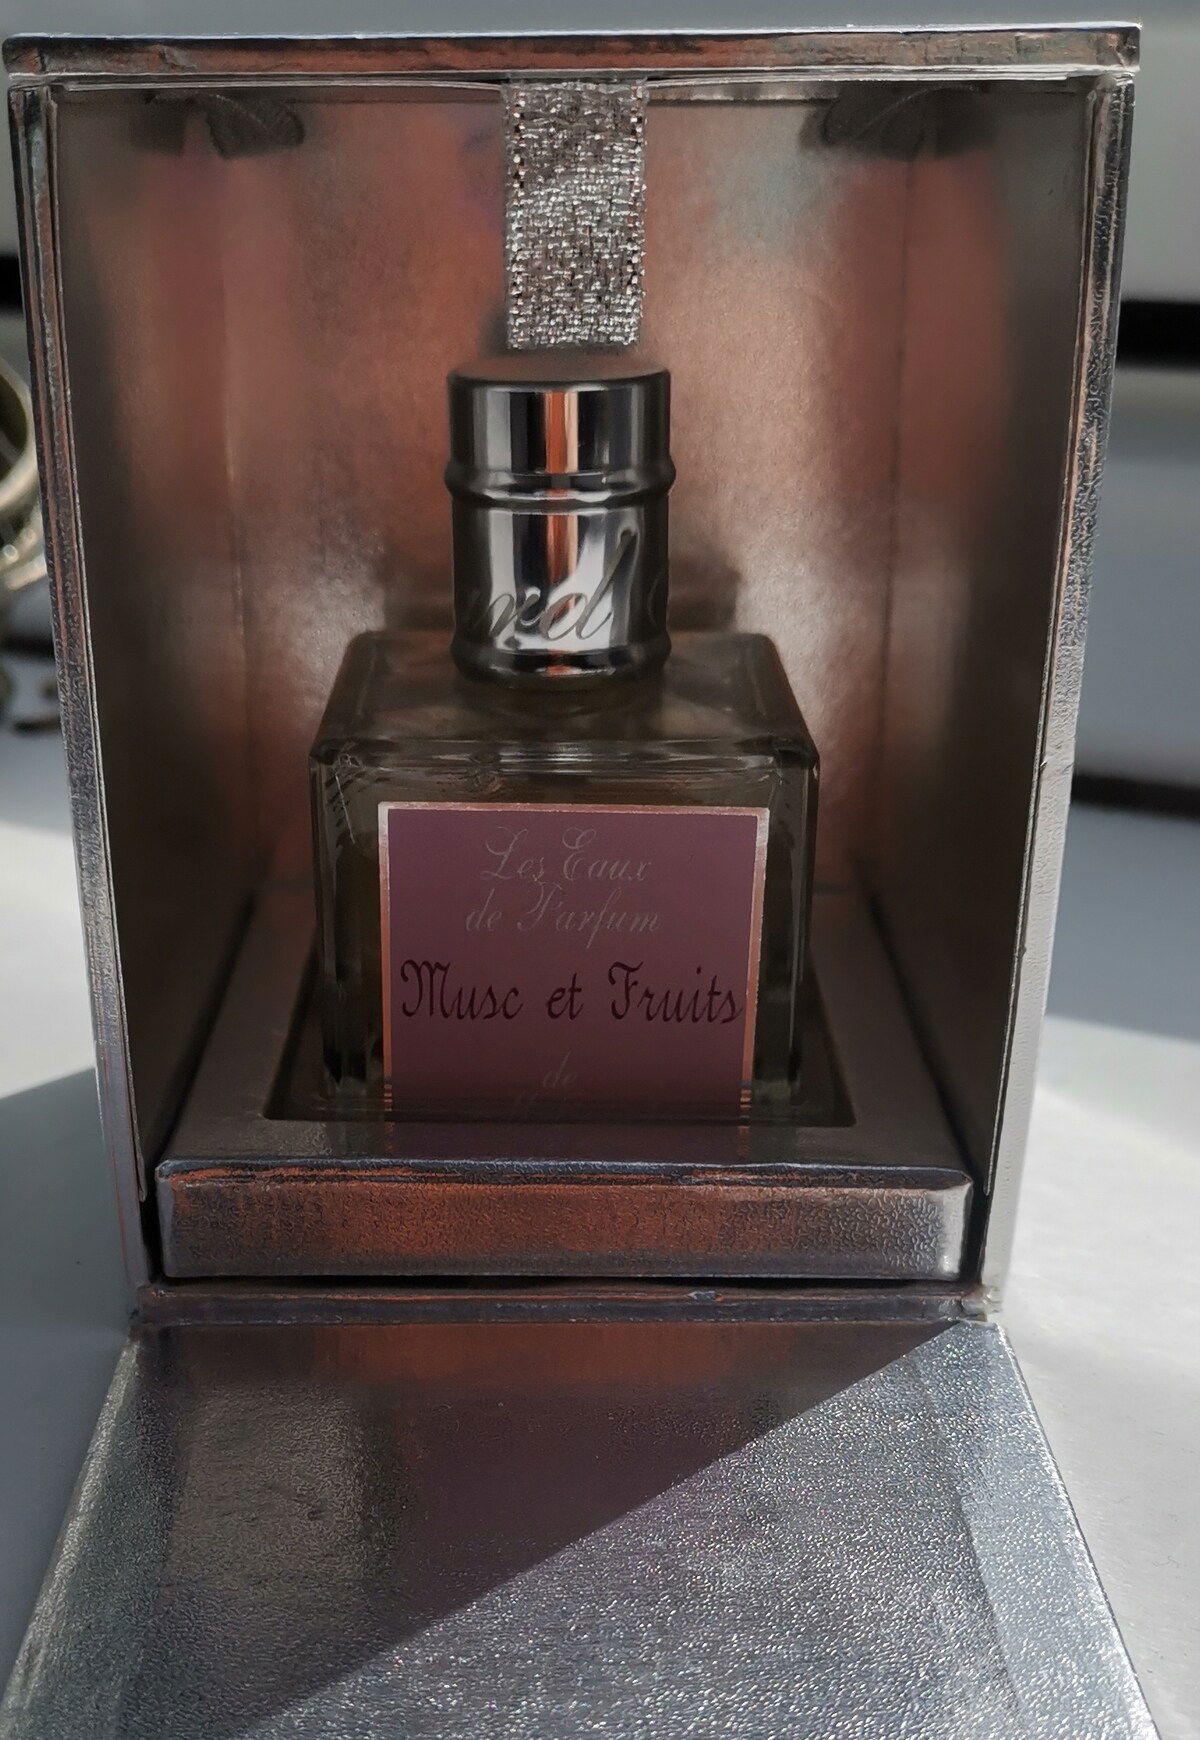 Les Eaux
de Parfum
Musc et Fruits
de